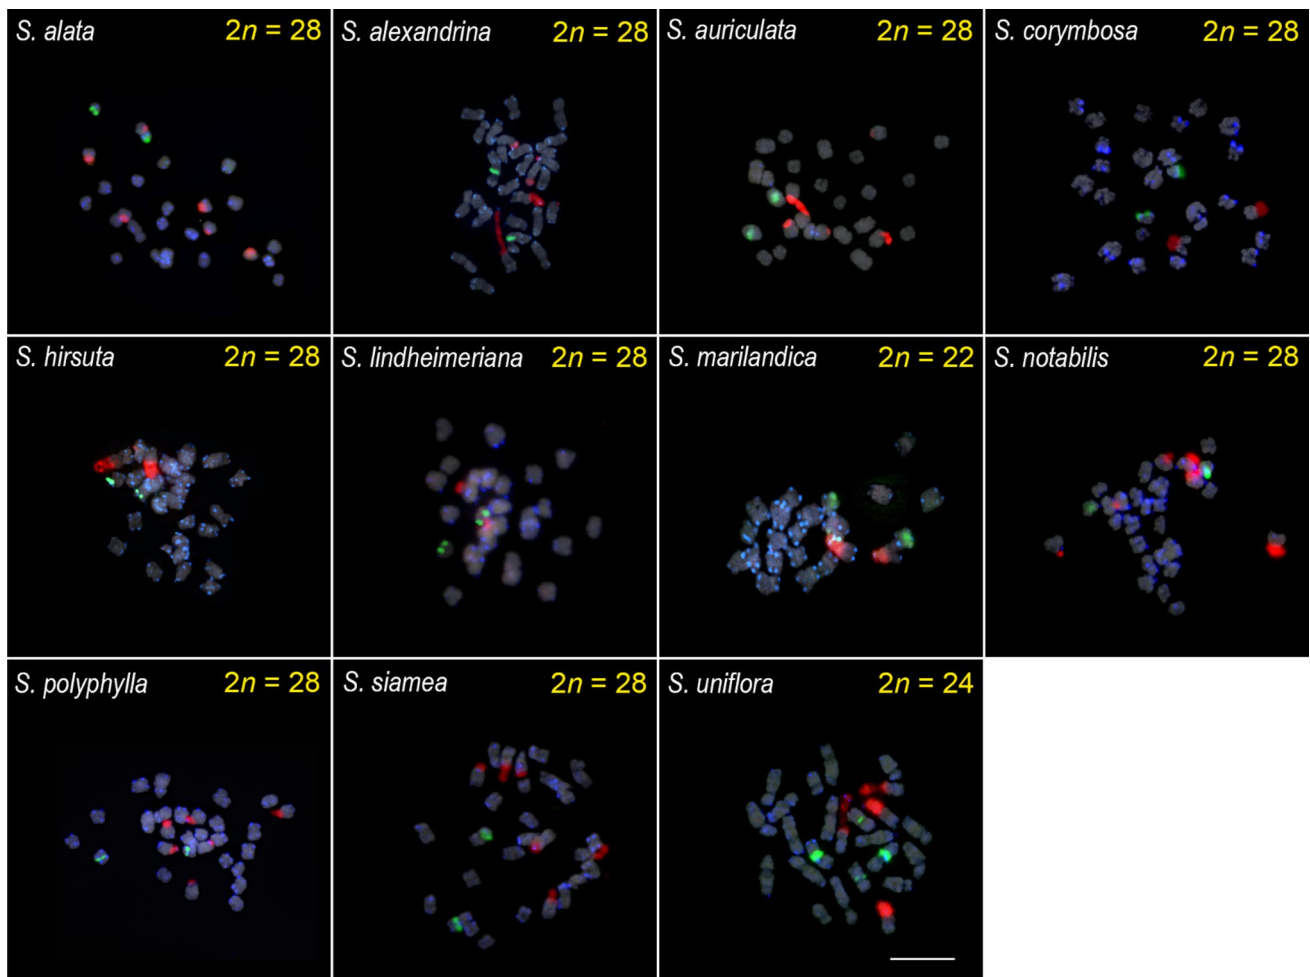 S. alata 2n = 28
S. alexandrina 2n = 28
S. auriculata 2n = 28
S. corymbosa 2n = 28
S. hirsuta 2n = 28
S. lindheimeriana 2n = 28
S. marilandica 2n = 22
S. notabilis 2n = 28
S. polyphylla 2n = 28
S. siamea 2n = 28
S. uniflora 2n = 24